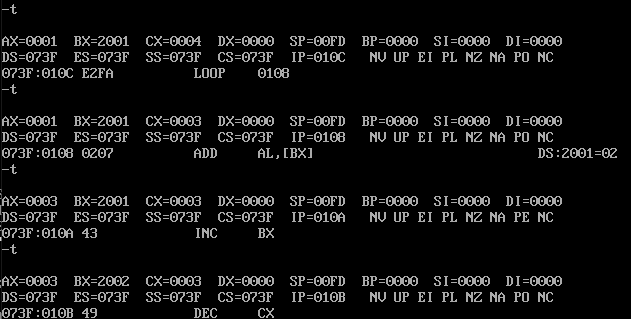 -t
AX=0001  BX=2001  CX=0004  DX=0000  SP=00FD  BP=0000  SI=0000  DI=0000
DS=073F  ES=073F  SS=073F  CS=073F  IP=010C   NV UP EI PL NZ NA PO NC
073F:010C E2FA          LOOP    0108
-t
AX=0001  BX=2001  CX=0003  DX=0000  SP=00FD  BP=0000  SI=0000  DI=0000
DS=073F  ES=073F  SS=073F  CS=073F  IP=0108   NV UP EI PL NZ NA PO NC
073F:0108 0207          ADD     AL,[BX]                            DS:2001=02
-t
AX=0003  BX=2001  CX=0003  DX=0000  SP=00FD  BP=0000  SI=0000  DI=0000
DS=073F  ES=073F  SS=073F  CS=073F  IP=010A   NV UP EI PL NZ NA PE NC
073F:010A 43            INC     BX
-t
AX=0003  BX=2002  CX=0003  DX=0000  SP=00FD  BP=0000  SI=0000  DI=0000
DS=073F  ES=073F  SS=073F  CS=073F  IP=010B   NV UP EI PL NZ NA PO NC
073F:010B 49            DEC     CX